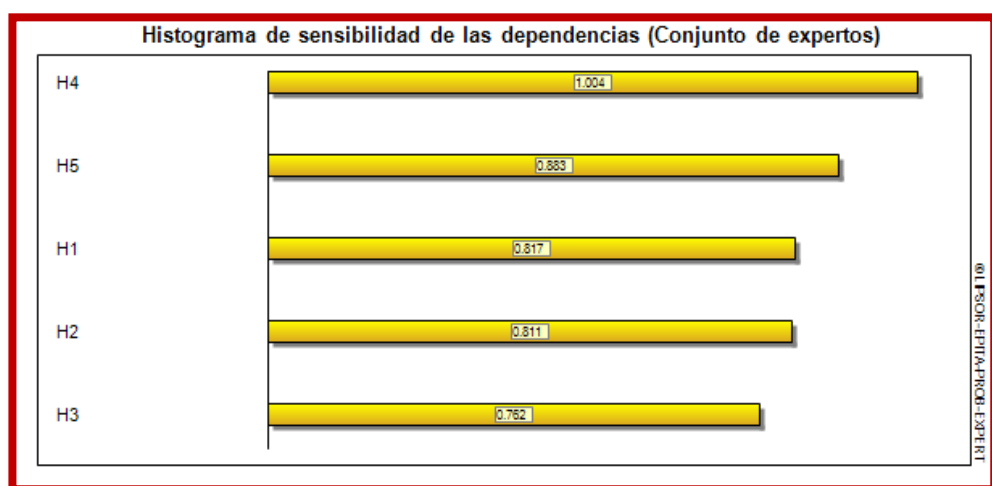 Histograma de sensibilidad de las dependencias (Conjunto de expertos)
H4
1.004
H5
0.883
H1
0.817
H2
0.811
H3
0.762
©LIPSOR-EPITA-PROB-EXPERT